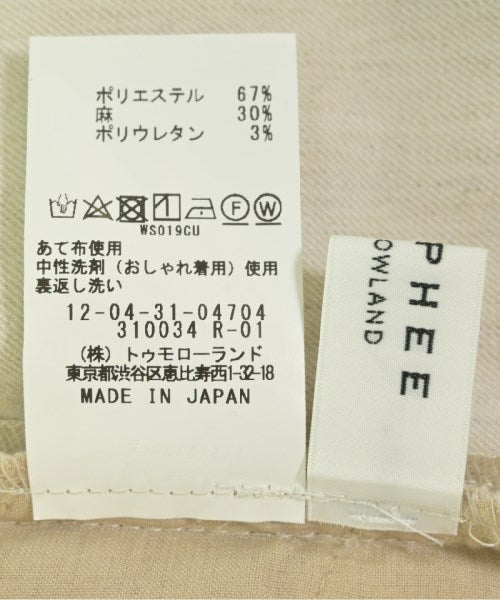 ポリエステル 67%
麻 30%
ポリウレタン 3%
WS019CU
あて布使用
中性洗剤（おしゃれ着用）使用
裏返し洗い
12-04-31-04704
310034 R-01
（株）トゥモローランド
東京都渋谷区恵比寿西1-32-18
MADE IN JAPAN
PHEE
OWLAND